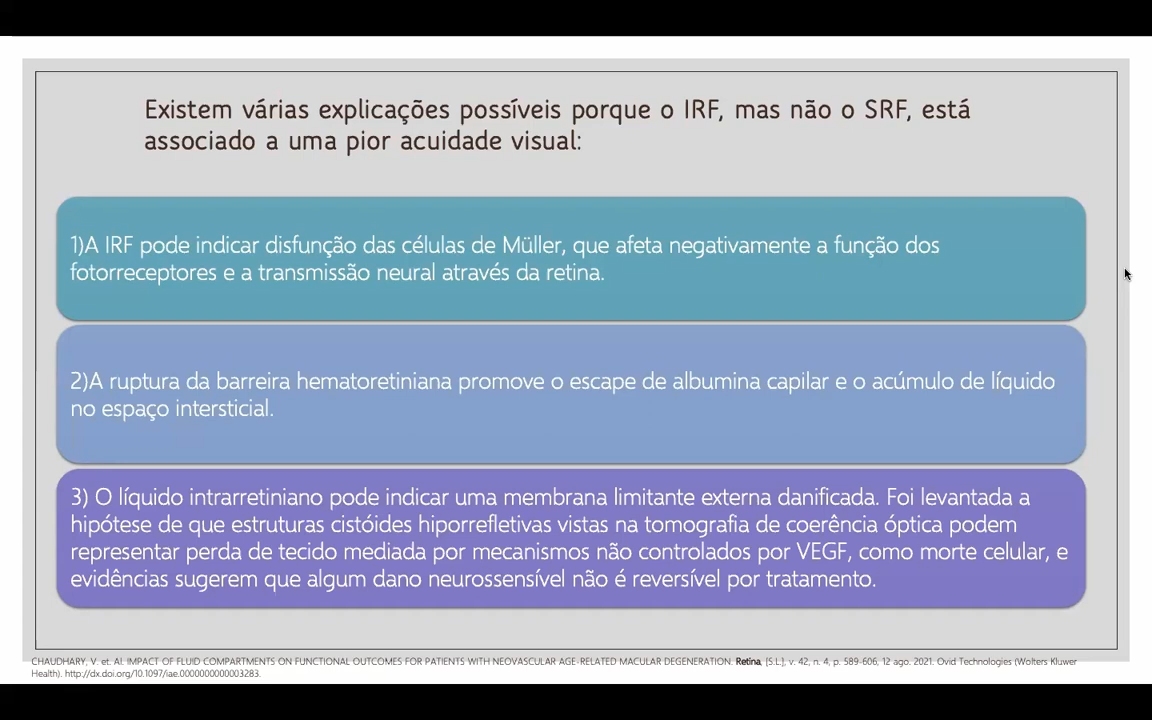 Existem várias explicações possíveis porque o IRF, mas não o SRF, está
associado a uma pior acuidade visual:
1)A IRF pode indicar disfunção das células de Müller, que afeta negativamente a função dos
fotorreceptores e a transmissão neural através da retina.
2)A ruptura da barreira hematoretiniana promove o escape de albumina capilar e o acúmulo de líquido
no espaço intersticial.
3) O líquido intrarretiniano pode indicar uma membrana limitante externa danificada. Foi levantada a
hipótese de que estruturas cistóides hiporrefletivas vistas na tomografia de coerência óptica podem
representar perda de tecido mediada por mecanismos não controlados por VEGF, como morte celular, e
evidências sugerem que algum dano neurossensível não é reversível por tratamento.
CHAUDHARY, V. et. Al. IMPACT OF FLUID COMPARTMENTS ON FUNCTIONAL OUTCOMES FOR PATIENTS WITH NEOVASCULAR AGE-RELATED MACULAR DEGENERATION. Retina, [S.L.], v. 42, n. 4, p. 589-606, 12 ago. 2021. Ovid Technologies (Wolters Kluwer
Health). http://dx.doi.org/10.1097/iae.0000000000003283.